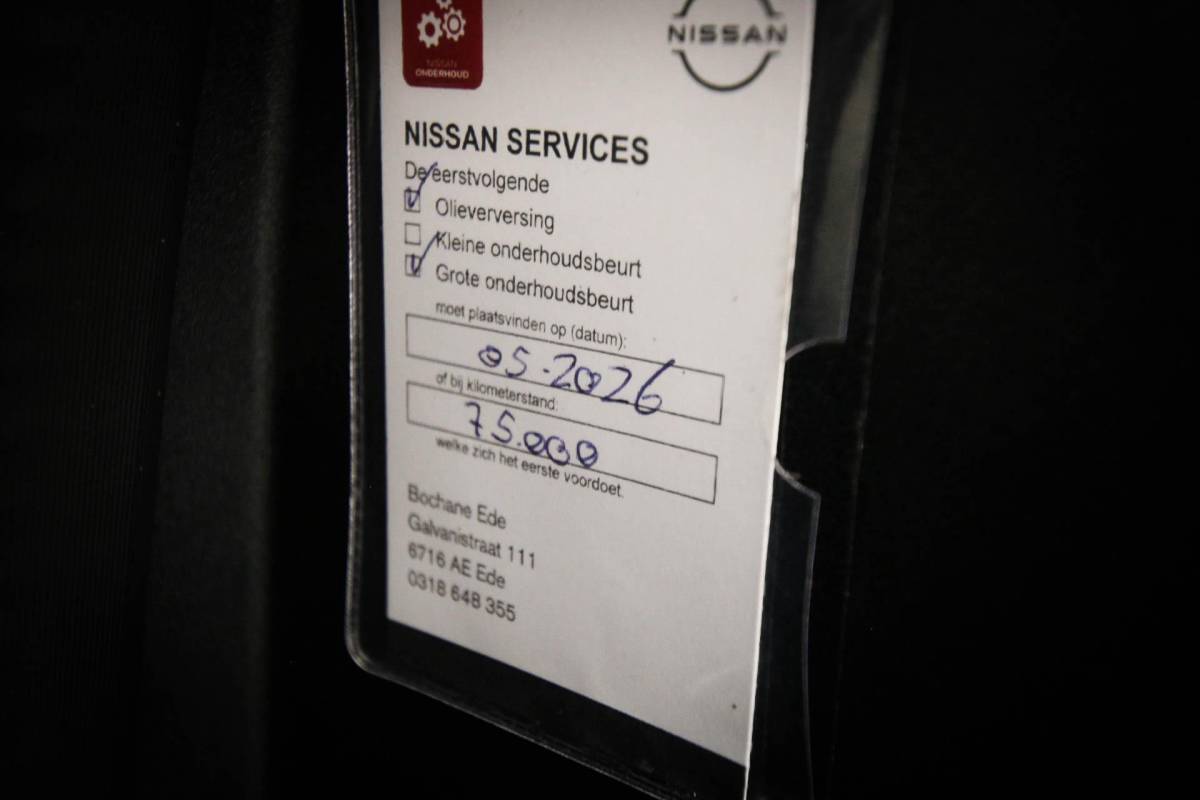 NISSAN
ONDERHOUD
NISSAN
NISSAN SERVICES
De eerstvolgende
Olieverversing
Kleine onderhoudsbeurt
Grote onderhoudsbeurt
moet plaatsvinden op (datum):
05-2026
of bij kilometerstand:
75.000
welke zich het eerste voordoet.
Bochane Ede
Galvanistraat 111
6716 AE Ede
0318 648 355